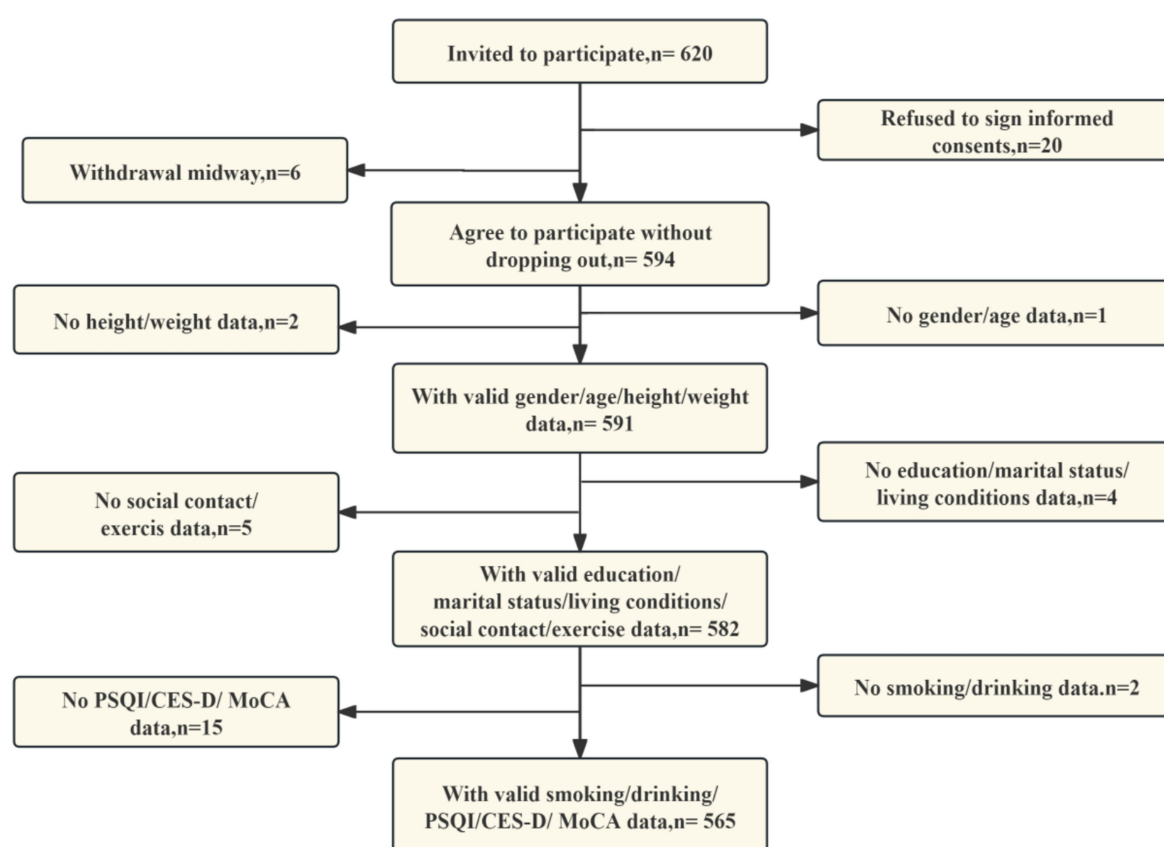 Invited to participate,n= 620
Refused to sign informed
consents,n=20
Withdrawal midway,n=6
Agree to participate without
dropping out,n= 594
No gender/age data,n=1
No height/weight data,n=2
With valid gender/age/height/weight
data,n= 591
No education/marital status/
living conditions data,n=4
No social contact/
exercis data,n=5
With valid education/
marital status/living conditions/
social contact/exercise data,n= 582
No smoking/drinking data.n=2
No PSQI/CES-D/ MoCA
data,n=15
With valid smoking/drinking/
PSQI/CES-D/ MoCA data,n= 565